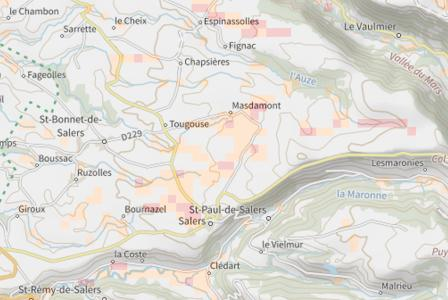 le Chambon
le Cheix
Espinassolles
Sarrette
Le Vaulmier
Fignac
Chapsières
Vallée du Mars
Fageolles
l'Auze
Masdamont
St-Bonnet-de-
Salers
D229
Tougouse
Boussac
Lesmaronies
Ruzolles
la Maronne
Giroux
Bournazel
St-Paul-de-Salers
Salers
le Vielmur
la Coste
Clédart
Malrieu
St-Rémy-de-Salers